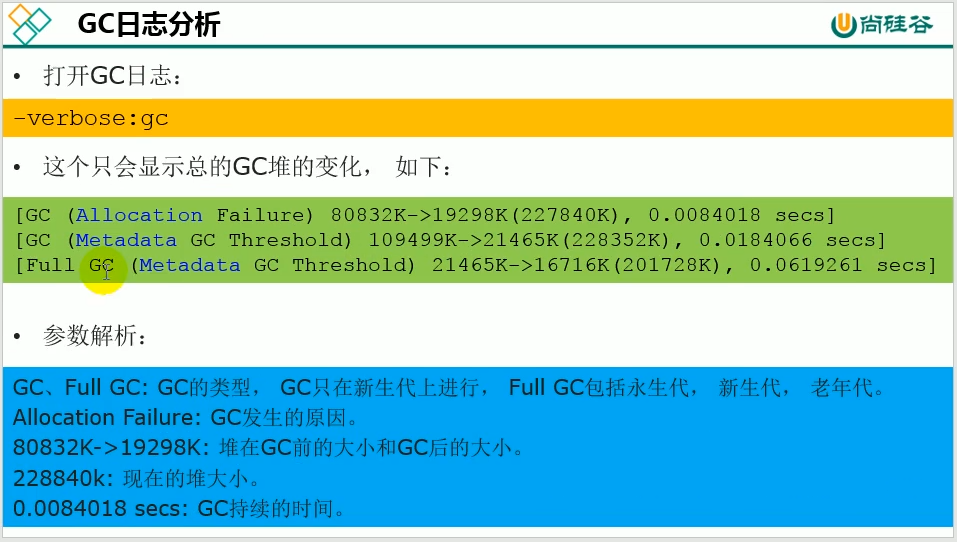 GC日志分析
尚硅谷
• 打开GC日志：
-verbose:gc
• 这个只会显示总的GC堆的变化， 如下：
[GC (Allocation Failure) 80832K->19298K(227840K), 0.0084018 secs]
[GC (Metadata GC Threshold) 109499K->21465K(228352K), 0.0184066 secs]
[Full GC (Metadata GC Threshold) 21465K->16716K(201728K), 0.0619261 secs]
• 参数解析：
GC、Full GC: GC的类型， GC只在新生代上进行， Full GC包括永生代， 新生代， 老年代。
Allocation Failure: GC发生的原因。
80832K->19298K: 堆在GC前的大小和GC后的大小。
228840k: 现在的堆大小。
0.0084018 secs: GC持续的时间。